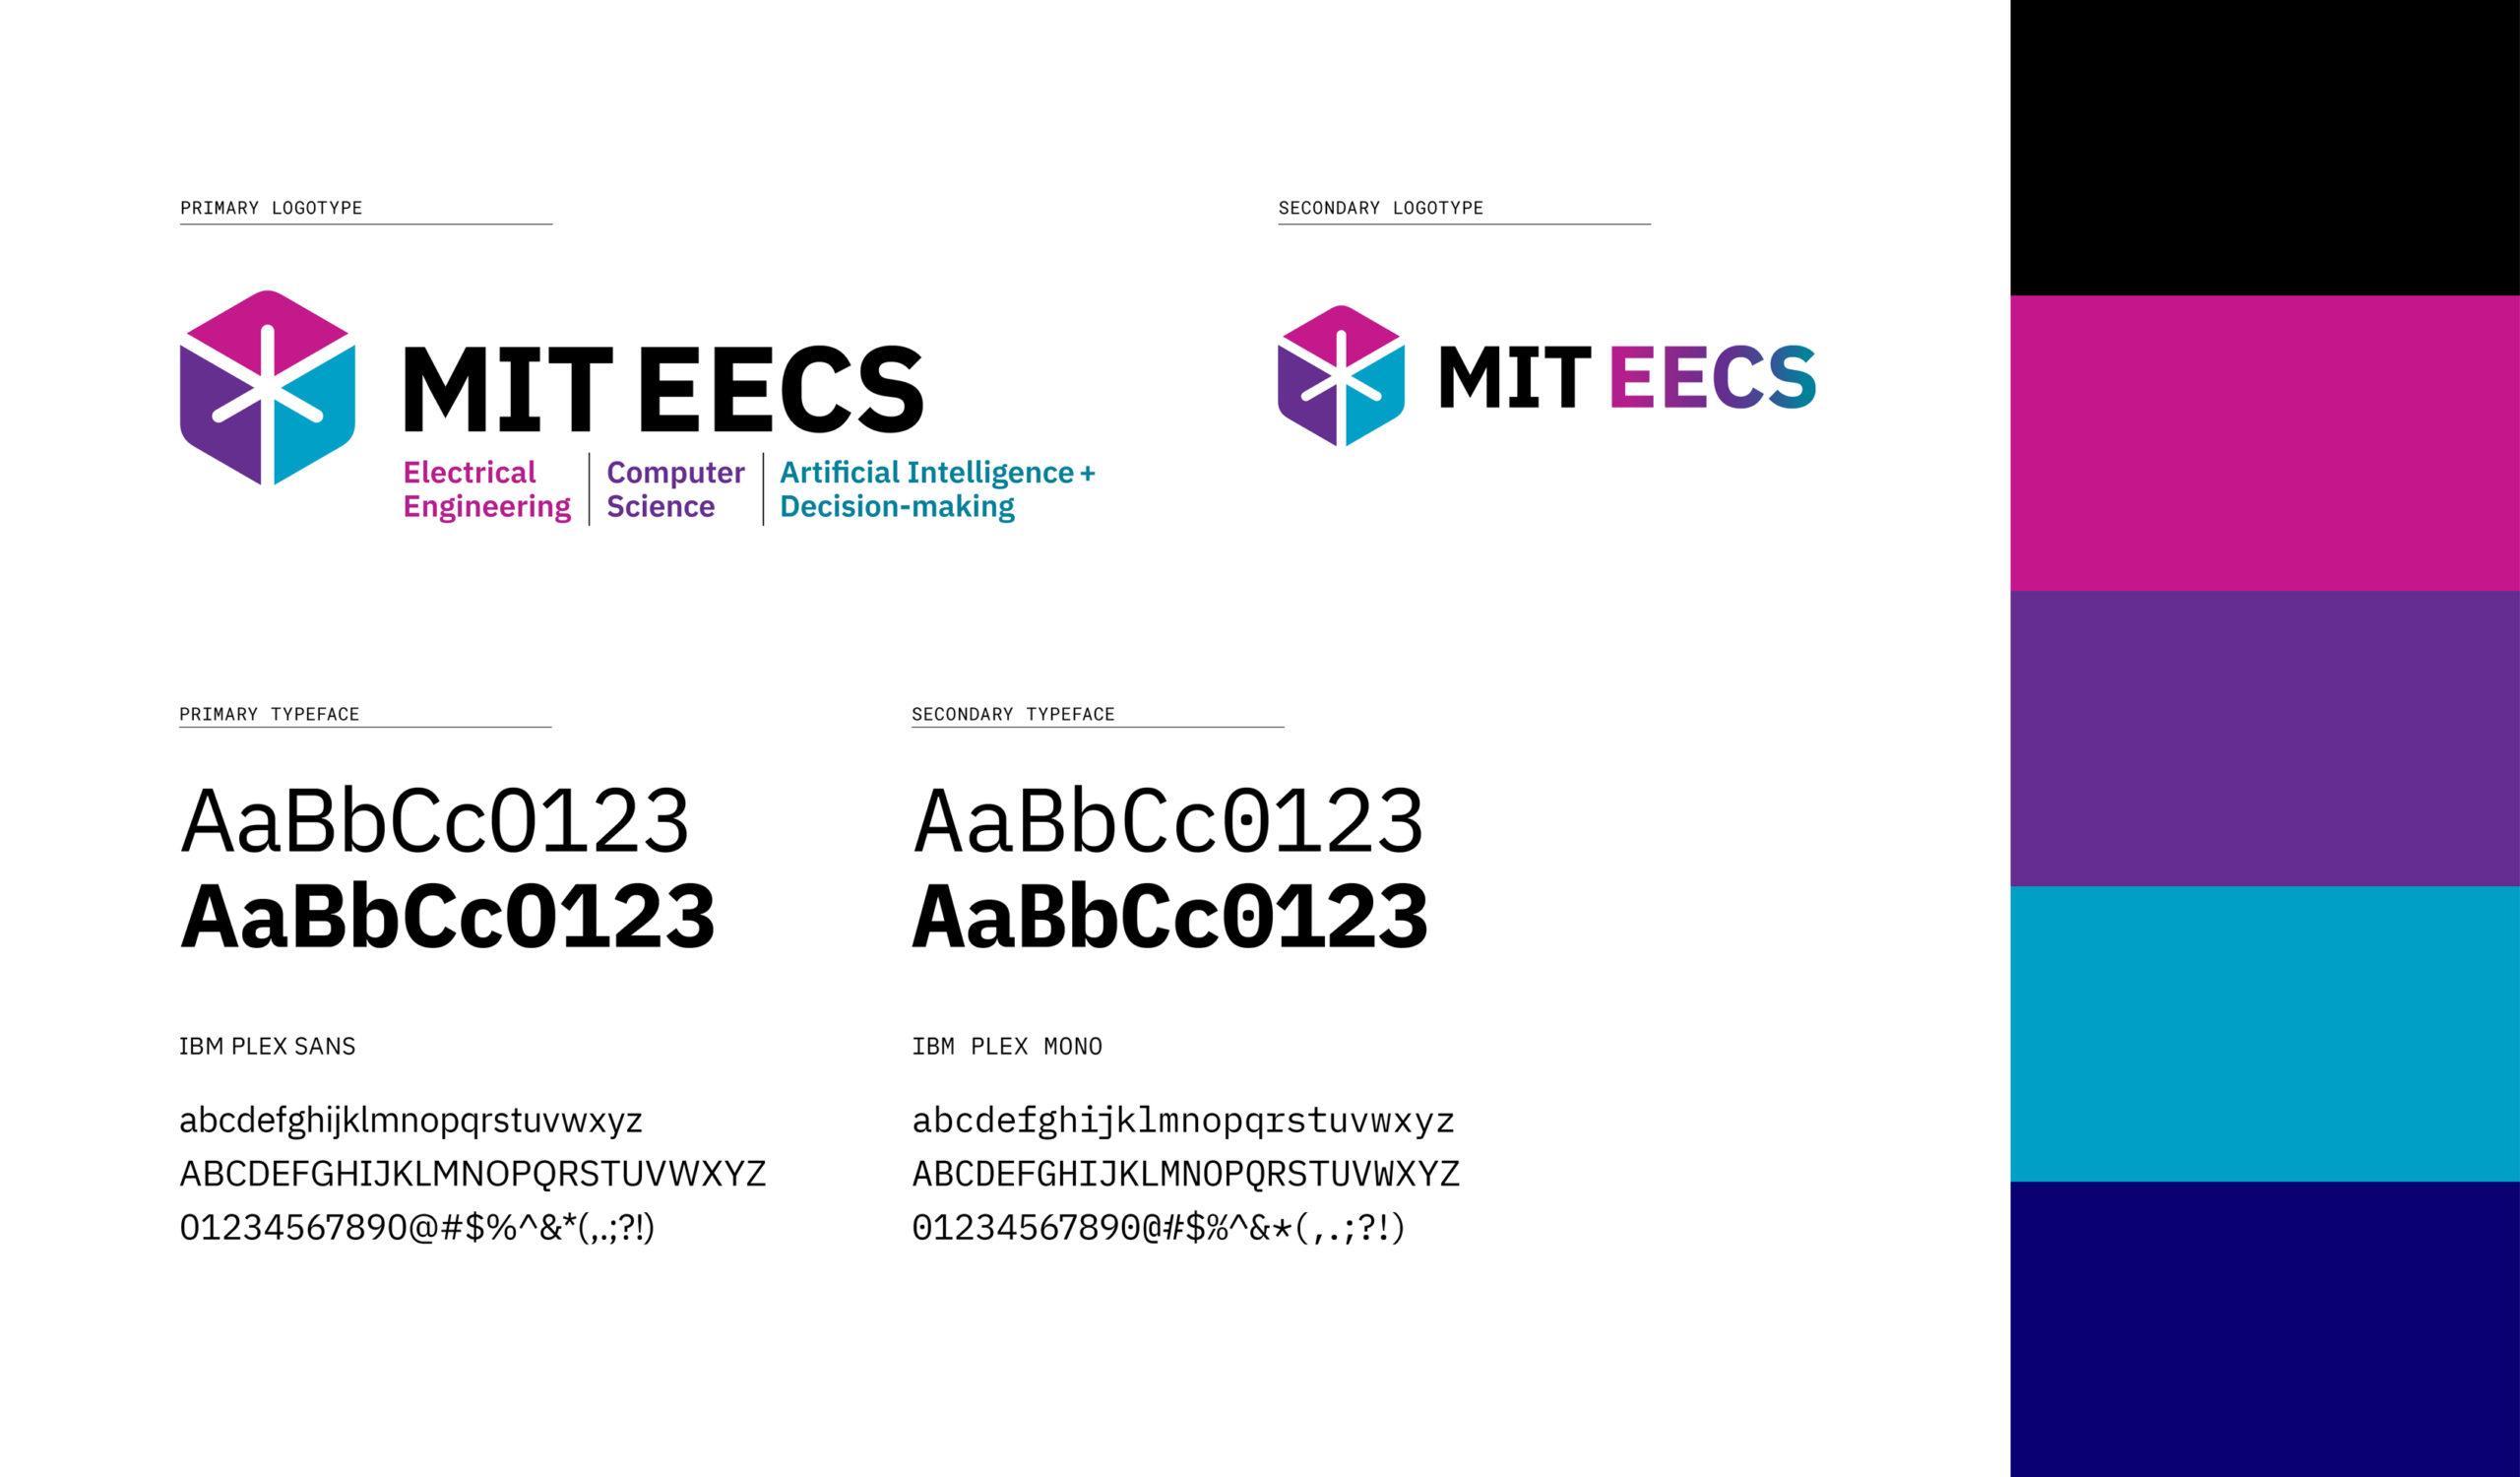 PRIMARY LOGOTYPE
MIT EECS
Electrical
Engineering
Computer
Science
Artificial Intelligence +
Decision-making
SECONDARY LOGOTYPE
MIT EECS
PRIMARY TYPEFACE
AaBbCc0123
AaBbCc0123
IBM PLEX SANS
abcdefghijklmnopqrstuvwxyz
ABCDEFGHIJKLMNOPQRSTUVWXYZ
01234567890@#$%^&*(,.;?!)
SECONDARY TYPEFACE
AaBbCc0123
AaBbCc0123
IBM PLEX MONO
abcdefghijklmnopqrstuvwxyz
ABCDEFGHIJKLMNOPQRSTUVWXYZ
01234567890@#$%^&*(,.;?!)